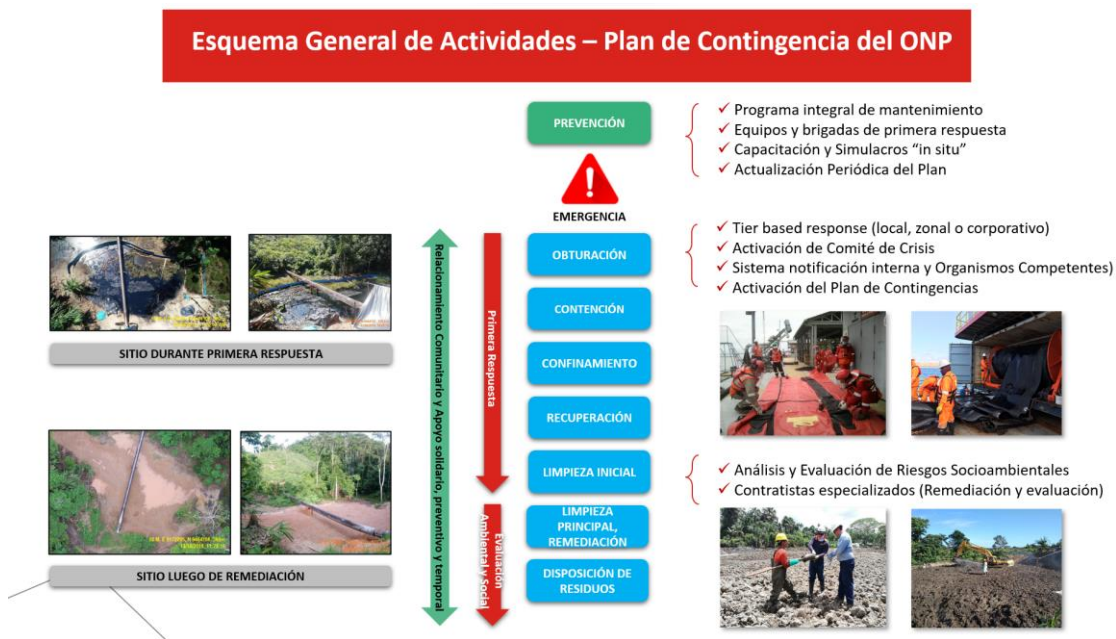 Esquema General de Actividades – Plan de Contingencia del ONP
PREVENCIÓN
✓ Programa integral de mantenimiento
✓ Equipos y brigadas de primera respuesta
✓ Capacitación y Simulacros “in situ”
✓ Actualización Periódica del Plan
EMERGENCIA
Relacionamiento Comunitario y Apoyo solidario, preventivo y temporal
Primera Respuesta
Evaluación
Ambiental y Social
OBTURACIÓN
CONTENCIÓN
CONFINAMIENTO
RECUPERACIÓN
LIMPIEZA INICIAL
LIMPIEZA
PRINCIPAL,
REMEDIACIÓN
DISPOSICIÓN DE
RESIDUOS
✓ Tier based response (local, zonal o corporativo)
✓ Activación de Comité de Crisis
✓ Sistema notificación interna y Organismos Competentes)
✓ Activación del Plan de Contingencias
SITIO DURANTE PRIMERA RESPUESTA
✓ Análisis y Evaluación de Riesgos Socioambientales
✓ Contratistas especializados (Remediación y evaluación)
SITIO LUEGO DE REMEDIACIÓN